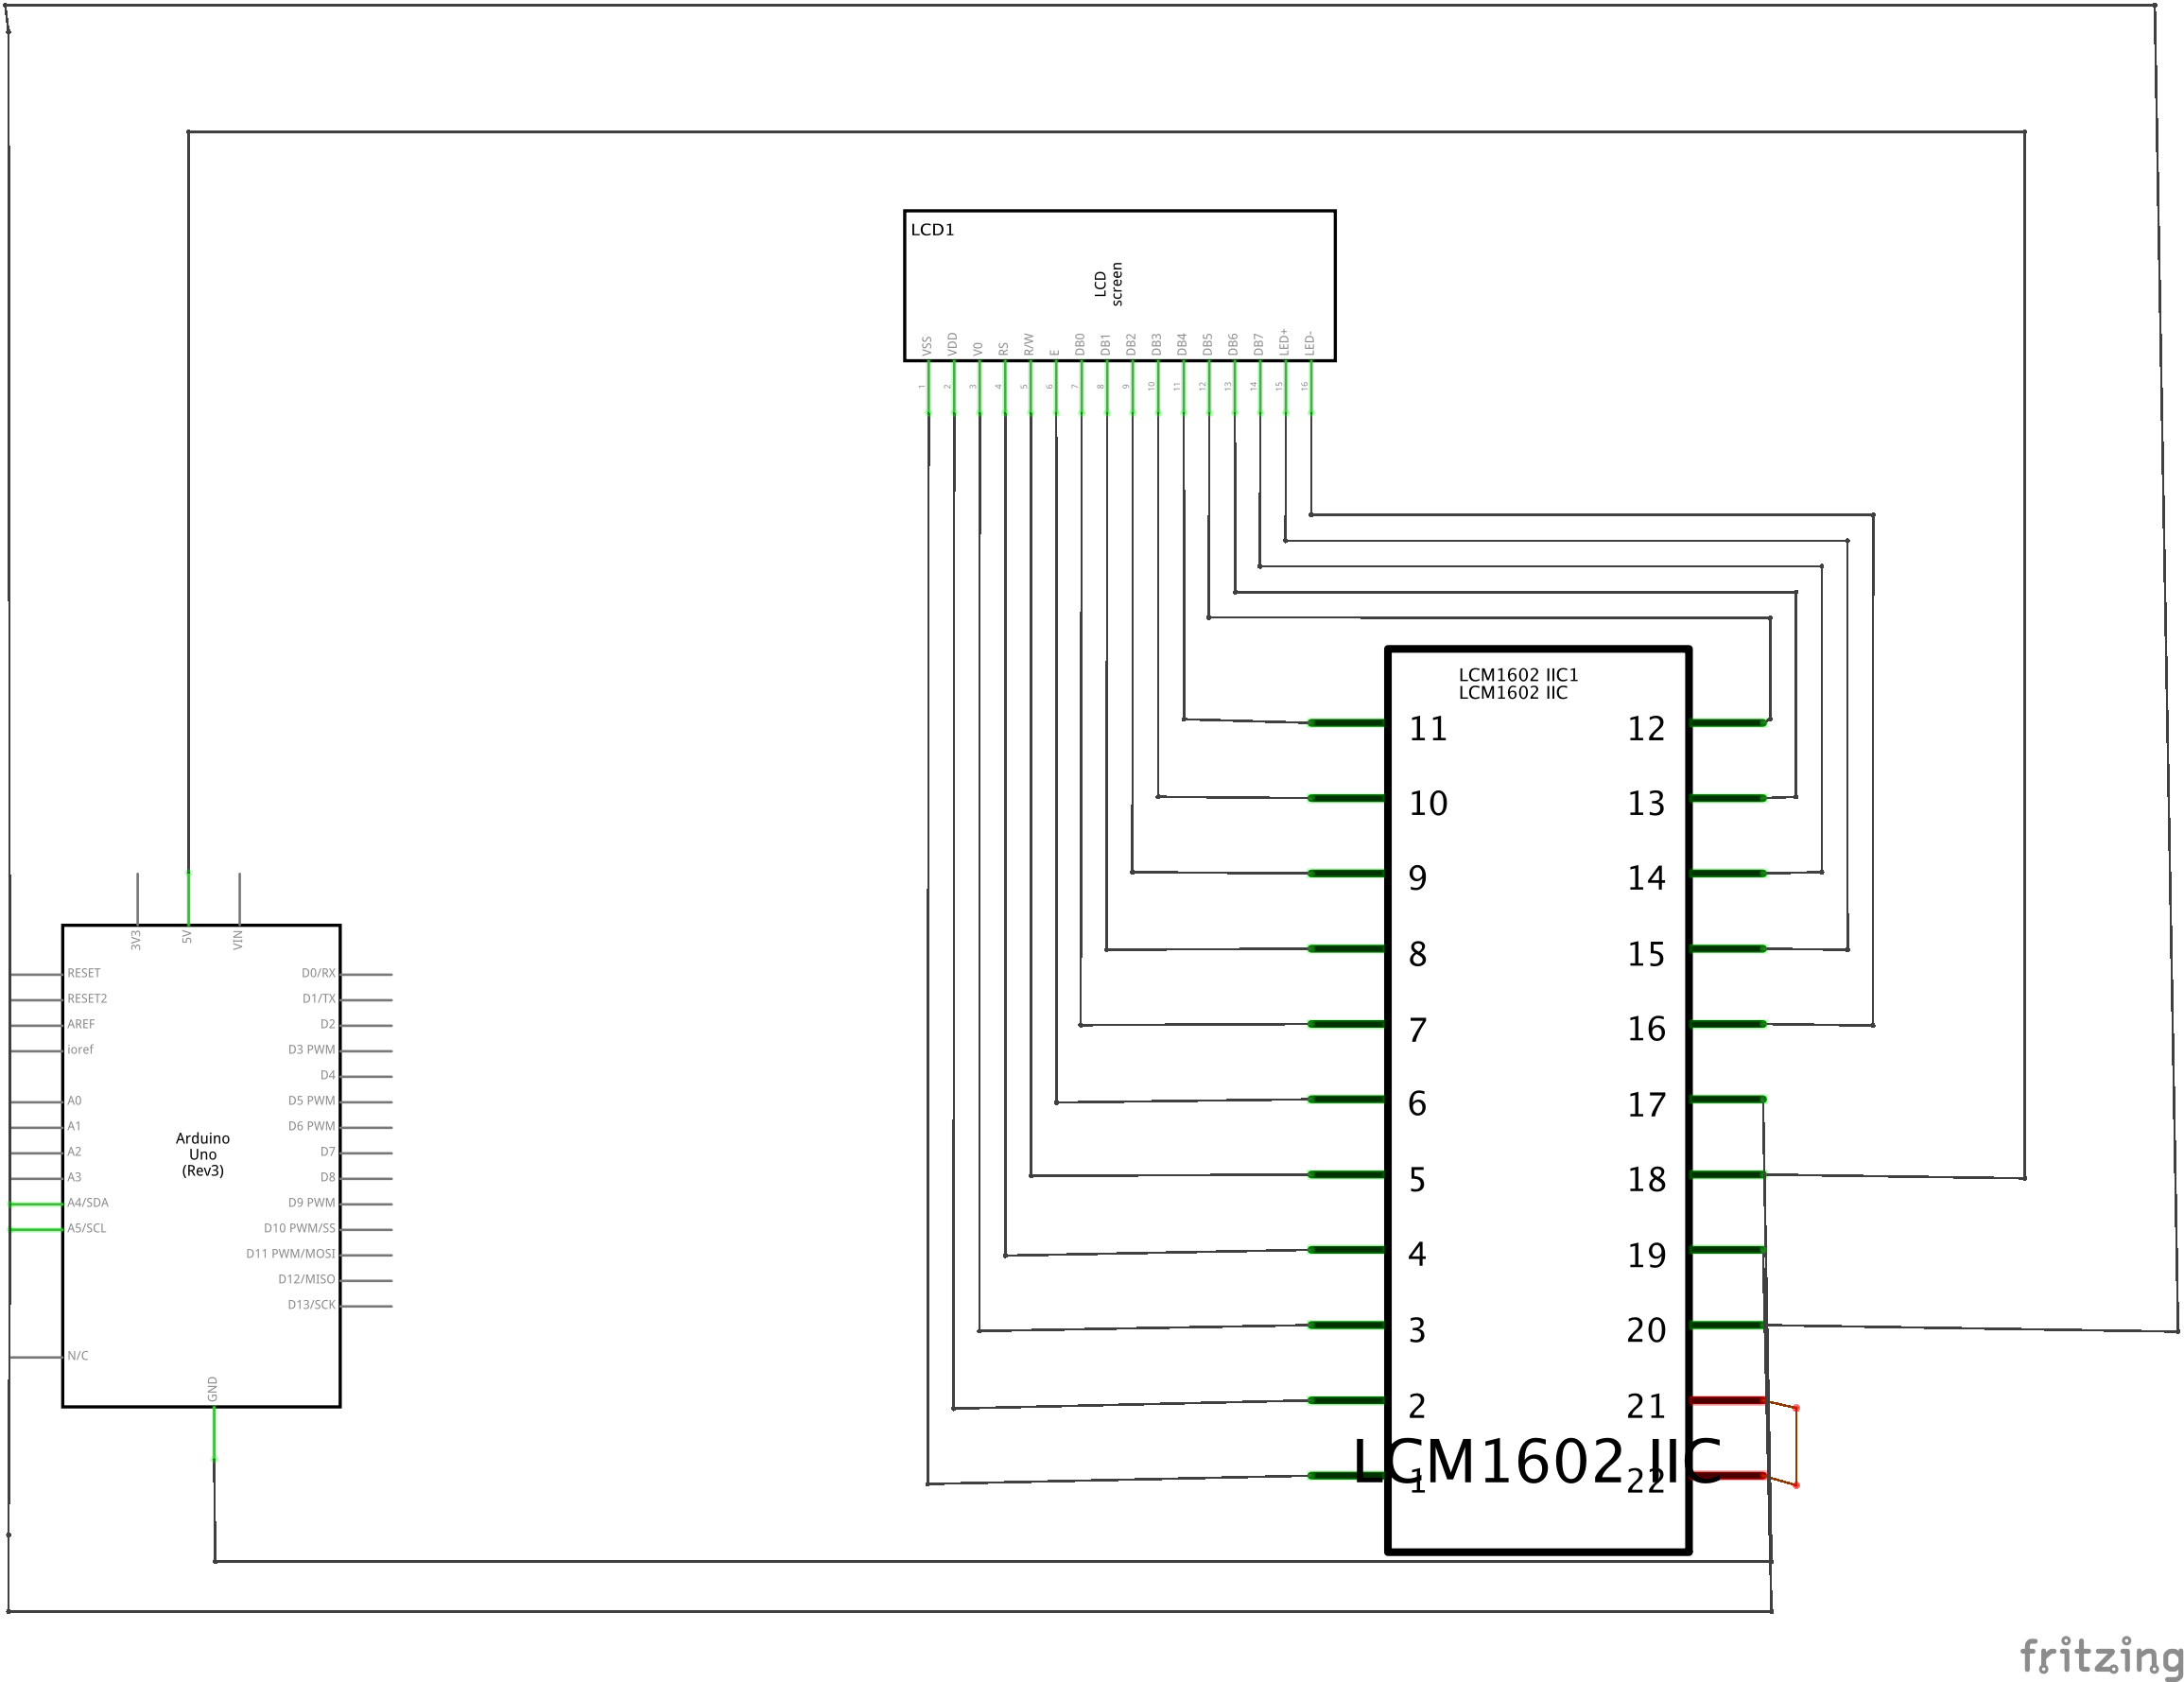 LCD1
LCD
screen
VSS
VDD
V0
RS
R/W
E
DB0
DB1
DB2
DB3
DB4
DB5
DB6
DB7
LED+
LED-
1
2
3
4
5
6
7
8
9
10
11
12
13
14
15
16
LCM1602 IIC1
LCM1602 IIC
11 12
10 13
9 14
8 15
7 16
6 17
5 18
4 19
3 20
2 21
LCM1602 IIC
1 22
3V3
5V
VIN
RESET D0/RX
RESET2 D1/TX
AREF D2
ioref D3 PWM
D4
A0 D5 PWM
A1 D6 PWM
A2 D7
A3 D8
A4/SDA D9 PWM
A5/SCL D10 PWM/SS
D11 PWM/MOSI
D12/MISO
D13/SCK
N/C
Arduino
Uno
(Rev3)
GND
fritzing